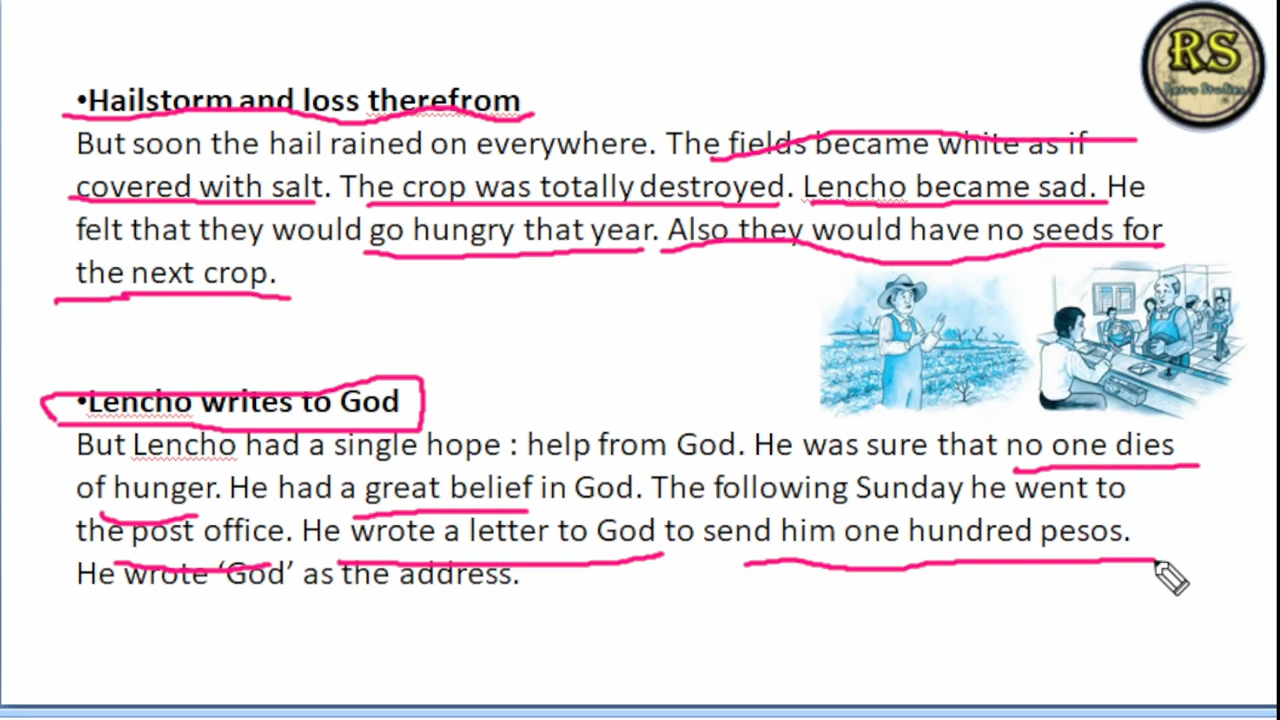 RS
Retro Studies
•Hailstorm and loss therefrom
But soon the hail rained on everywhere. The fields became white as if
covered with salt. The crop was totally destroyed. Lencho became sad. He
felt that they would go hungry that year. Also they would have no seeds for
the next crop.
•Lencho writes to God
But Lencho had a single hope : help from God. He was sure that no one dies
of hunger. He had a great belief in God. The following Sunday he went to
the post office. He wrote a letter to God to send him one hundred pesos.
He wrote ‘God’ as the address.